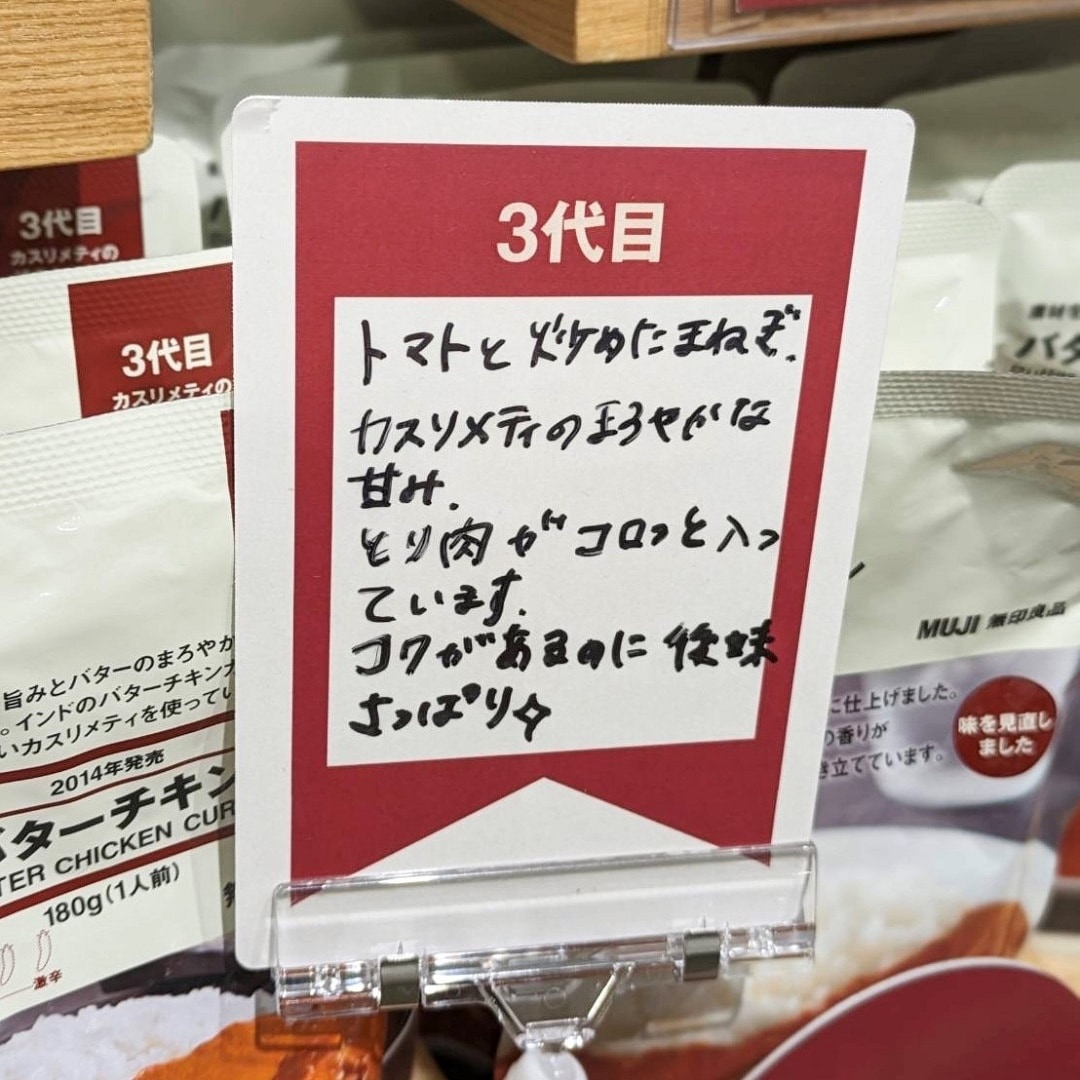 3代目
トマトと炒めたまねぎ.
カスリメティのまろやかな
甘み.
とり肉がコロっと入っ
ています.
コクがあるのに後味
さっぱり✧
3代目
カスリメティの
3代目
カスリメティの
旨みとバターのまろやか
。インドのバターチキン
いカスリメティを使ってい
2014年発売
バターチキン
TER CHICKEN CUR
180g(1人前)
激辛
バタ
MUJI 無印良品
に仕上げました。
の香りが
き立てています。
味を見直し
ました